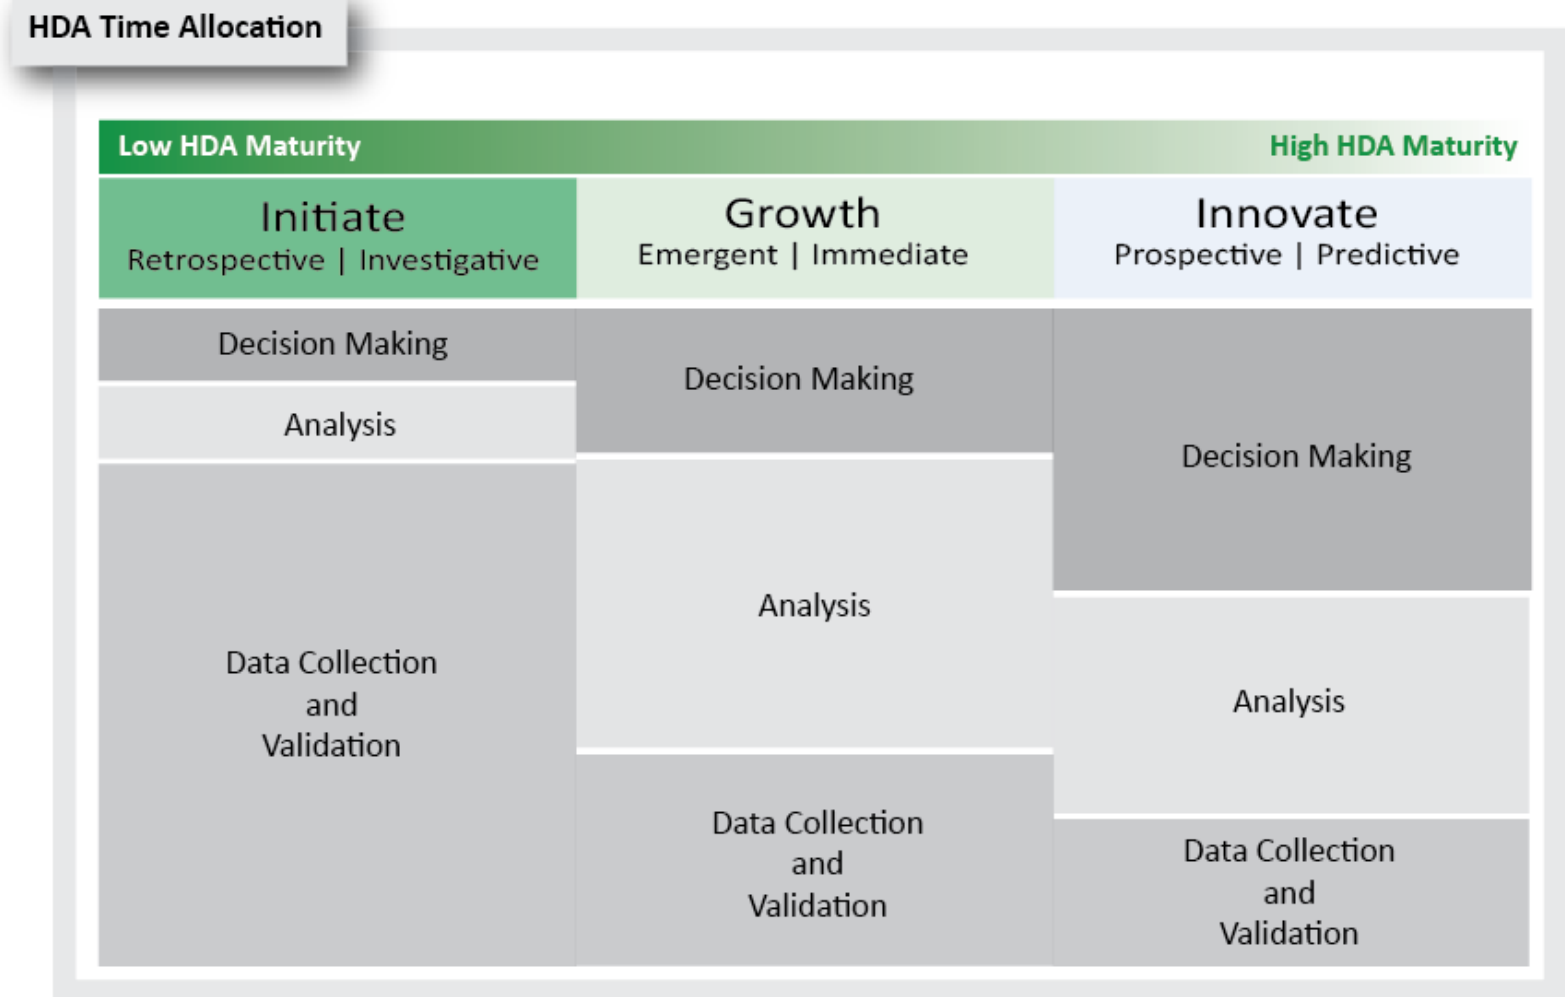 HDA Time Allocation
Low HDA Maturity
High HDA Maturity
Initiate
Retrospective | Investigative
Growth
Emergent | Immediate
Innovate
Prospective | Predictive
Decision Making
Analysis
Data Collection
and
Validation
Decision Making
Analysis
Data Collection
and
Validation
Decision Making
Analysis
Data Collection
and
Validation